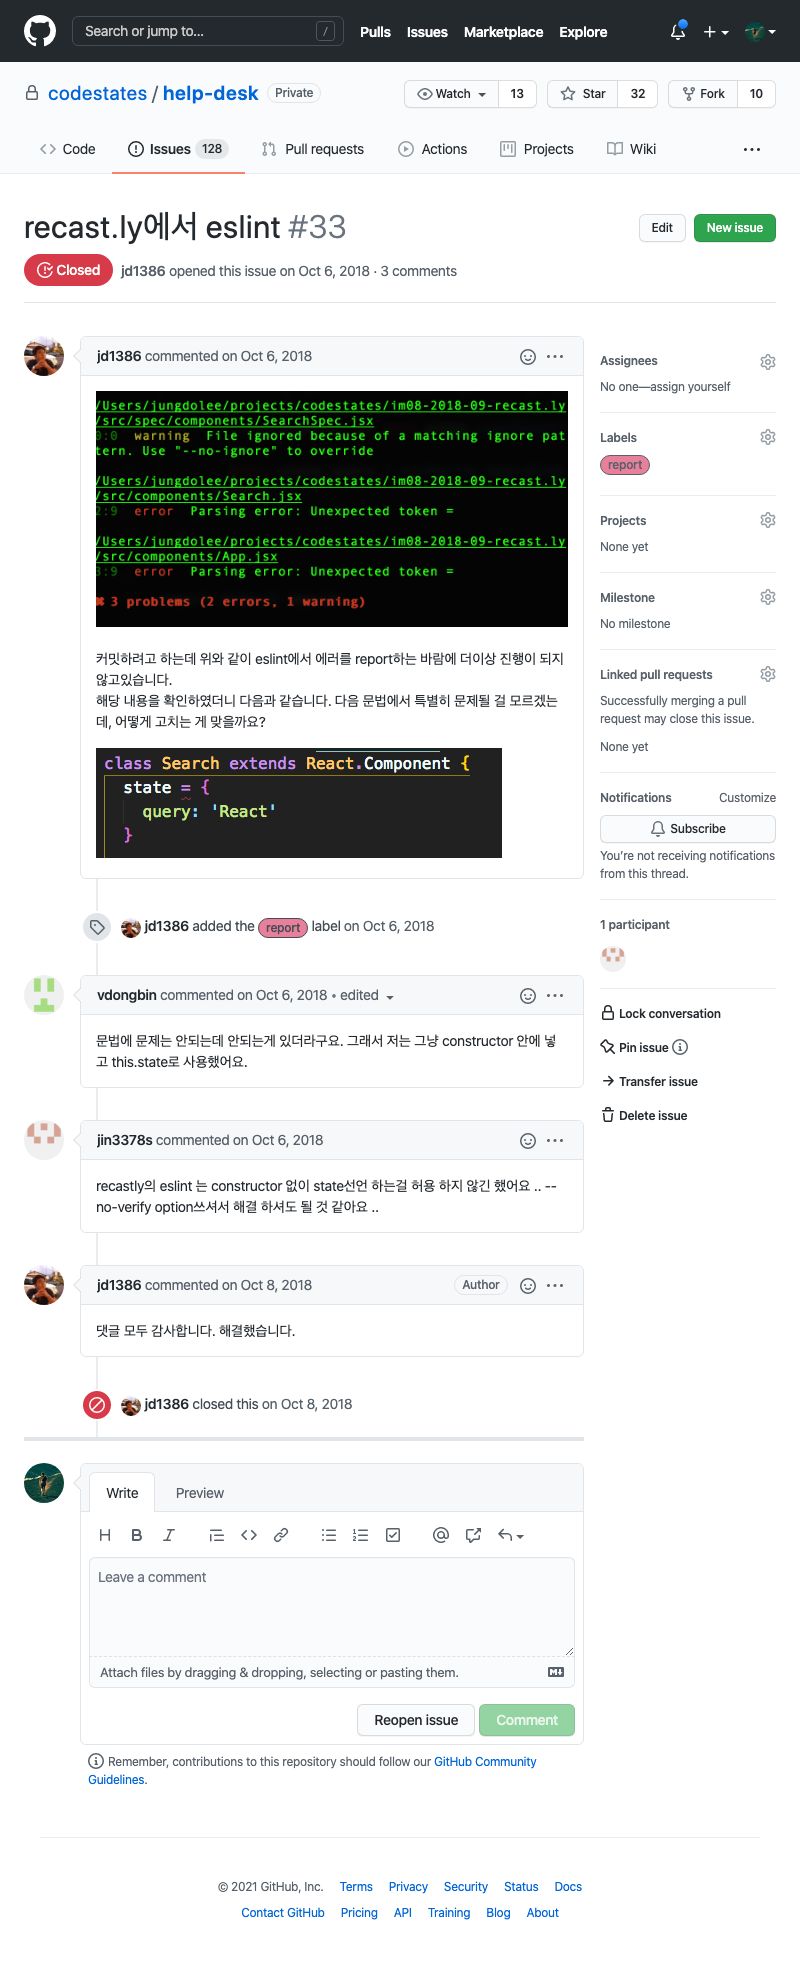 Search or jump to... /
Pulls Issues Marketplace Explore
codestates / help-desk Private
Watch 13 Star 32 Fork 10
Code Issues 128 Pull requests Actions Projects Wiki ...
recast.ly에서 eslint #33
Edit New issue
Closed jd1386 opened this issue on Oct 6, 2018 · 3 comments
jd1386 commented on Oct 6, 2018
/Users/jungdolee/projects/codestates/im08-2018-09-recast.ly
/src/spec/components/SearchSpec.jsx
0:0 warning File ignored because of a matching ignore pat
tern. Use "--no-ignore" to override
/Users/jungdolee/projects/codestates/im08-2018-09-recast.ly
/src/components/Search.jsx
2:9 error Parsing error: Unexpected token =
/Users/jungdolee/projects/codestates/im08-2018-09-recast.ly
/src/components/App.jsx
3:9 error Parsing error: Unexpected token =
✖ 3 problems (2 errors, 1 warning)
커밋하려고 하는데 위와 같이 eslint에서 에러를 report하는 바람에 더이상 진행이 되지
않고있습니다.
해당 내용을 확인하였더니 다음과 같습니다. 다음 문법에서 특별히 문제될 걸 모르겠는
데, 어떻게 고치는 게 맞을까요?
class Search extends React.Component {
state = {
query: 'React'
}
jd1386 added the report label on Oct 6, 2018
vdongbin commented on Oct 6, 2018 • edited
문법에 문제는 안되는데 안되는게 있더라구요. 그래서 저는 그냥 constructor 안에 넣
고 this.state로 사용했어요.
jin3378s commented on Oct 6, 2018
recastly의 eslint 는 constructor 없이 state선언 하는걸 허용 하지 않긴 했어요 .. --
no-verify option쓰셔서 해결 하셔도 될 것 같아요 ..
jd1386 commented on Oct 8, 2018 Author
댓글 모두 감사합니다. 해결했습니다.
jd1386 closed this on Oct 8, 2018
Write Preview
Leave a comment
Attach files by dragging & dropping, selecting or pasting them.
Reopen issue Comment
Remember, contributions to this repository should follow our GitHub Community
Guidelines.
Assignees
No one—assign yourself
Labels
report
Projects
None yet
Milestone
No milestone
Linked pull requests
Successfully merging a pull
request may close this issue.
None yet
Notifications Customize
Subscribe
You're not receiving notifications
from this thread.
1 participant
Lock conversation
Pin issue
Transfer issue
Delete issue
© 2021 GitHub, Inc. Terms Privacy Security Status Docs
Contact GitHub Pricing API Training Blog About